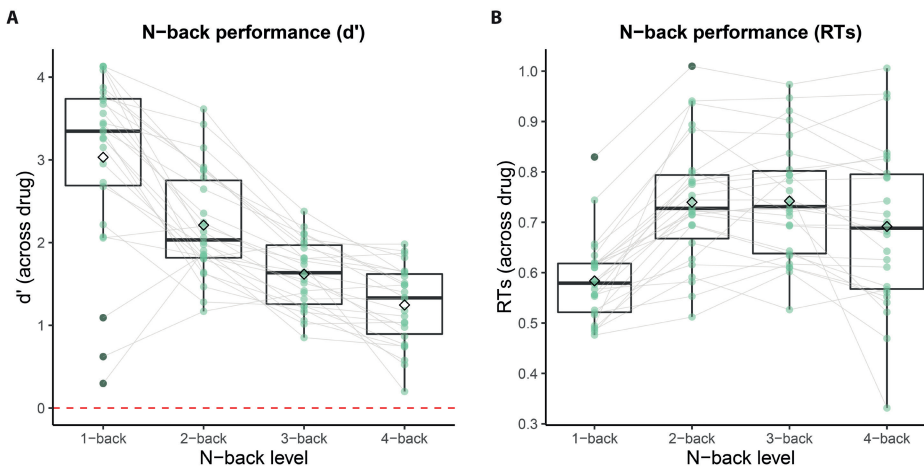 A
N−back performance (d')
d' (across drug)
4
3
2
1
0
1−back 2−back 3−back 4−back
N−back level
B
N−back performance (RTs)
RTs (across drug)
1.0
0.9
0.8
0.7
0.6
0.5
0.4
0.3
1−back 2−back 3−back 4−back
N−back level